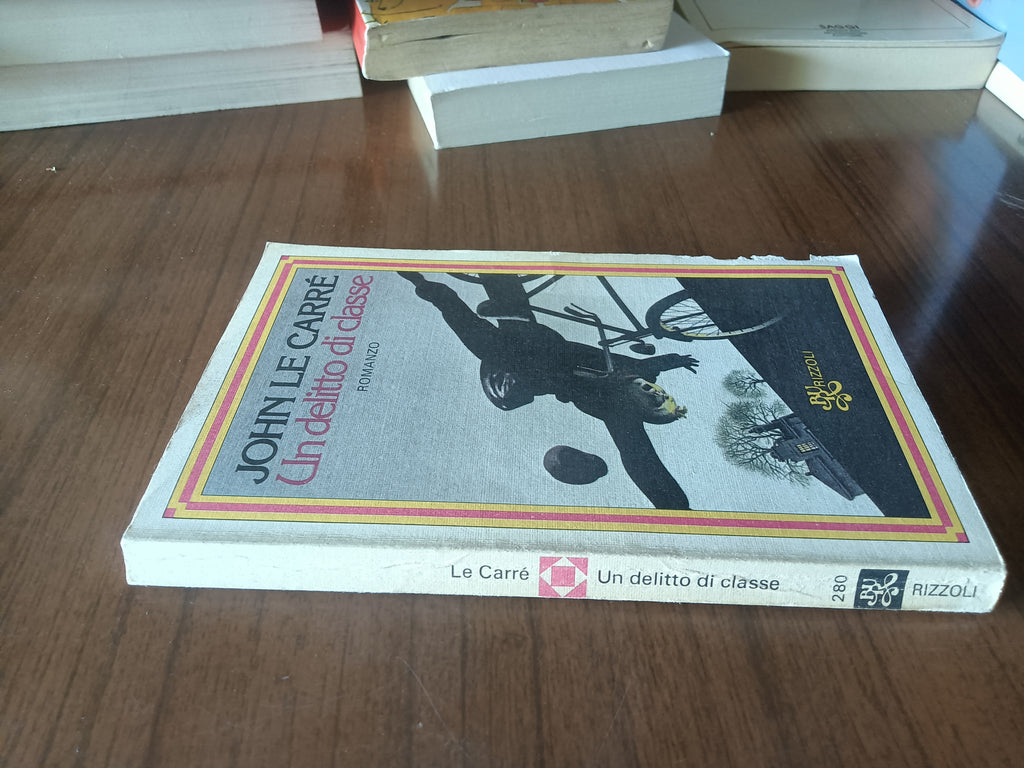 SAGGI
JOHN LE CARRÉ
Un delitto di classe
ROMANZO
BUR
RIZZOLI
Le Carré
Un delitto di classe
280
BUR
RIZZOLI